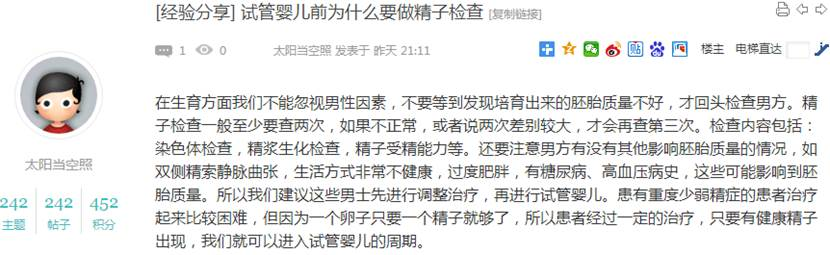 [经验分享] 试管婴儿前为什么要做精子检查 [复制链接]
1 0 太阳当空照 发表于 昨天 21:11 贴 楼主 电梯直达
在生育方面我们不能忽视男性因素，不要等到发现培育出来的胚胎质量不好，才回头检查男方。精
子检查一般至少要查两次，如果不正常，或者说两次差别较大，才会再查第三次。检查内容包括：
染色体检查，精浆生化检查，精子受精能力等。还要注意男方有没有其他影响胚胎质量的情况，如
双侧精索静脉曲张，生活方式非常不健康，过度肥胖，有糖尿病、高血压病史，这些可能影响到胚
胎质量。所以我们建议这些男士先进行调整治疗，再进行试管婴儿。患有重度少弱精症的患者治疗
起来比较困难，但因为一个卵子只要一个精子就够了，所以患者经过一定的治疗，只要有健康精子
出现，我们就可以进入试管婴儿的周期。
太阳当空照
242 242 452
主题 帖子 积分